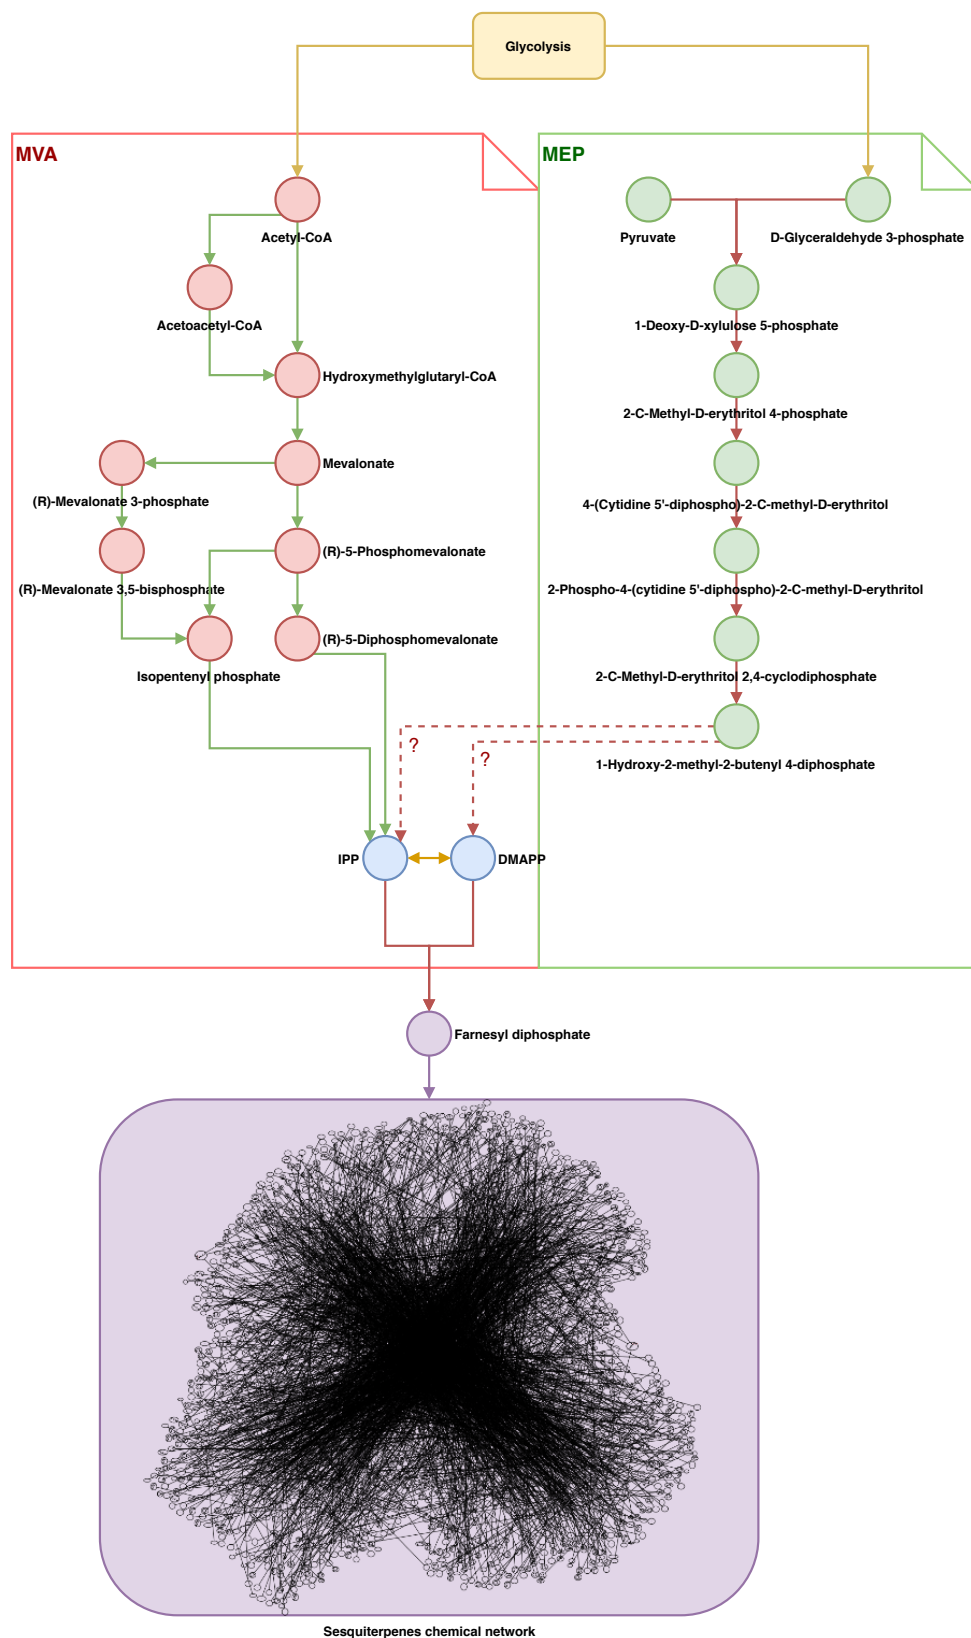 Glycolysis
MVA
MEP
Acetyl-CoA
Pyruvate
D-Glyceraldehyde 3-phosphate
Acetoacetyl-CoA
1-Deoxy-D-xylulose 5-phosphate
Hydroxymethylglutaryl-CoA
2-C-Methyl-D-erythritol 4-phosphate
Mevalonate
(R)-Mevalonate 3-phosphate
4-(Cytidine 5'-diphospho)-2-C-methyl-D-erythritol
(R)-5-Phosphomevalonate
(R)-Mevalonate 3,5-bisphosphate
2-Phospho-4-(cytidine 5'-diphospho)-2-C-methyl-D-erythritol
(R)-5-Diphosphomevalonate
Isopentenyl phosphate
2-C-Methyl-D-erythritol 2,4-cyclodiphosphate
?
?
1-Hydroxy-2-methyl-2-butenyl 4-diphosphate
IPP
DMAPP
Farnesyl diphosphate
Sesquiterpenes chemical network